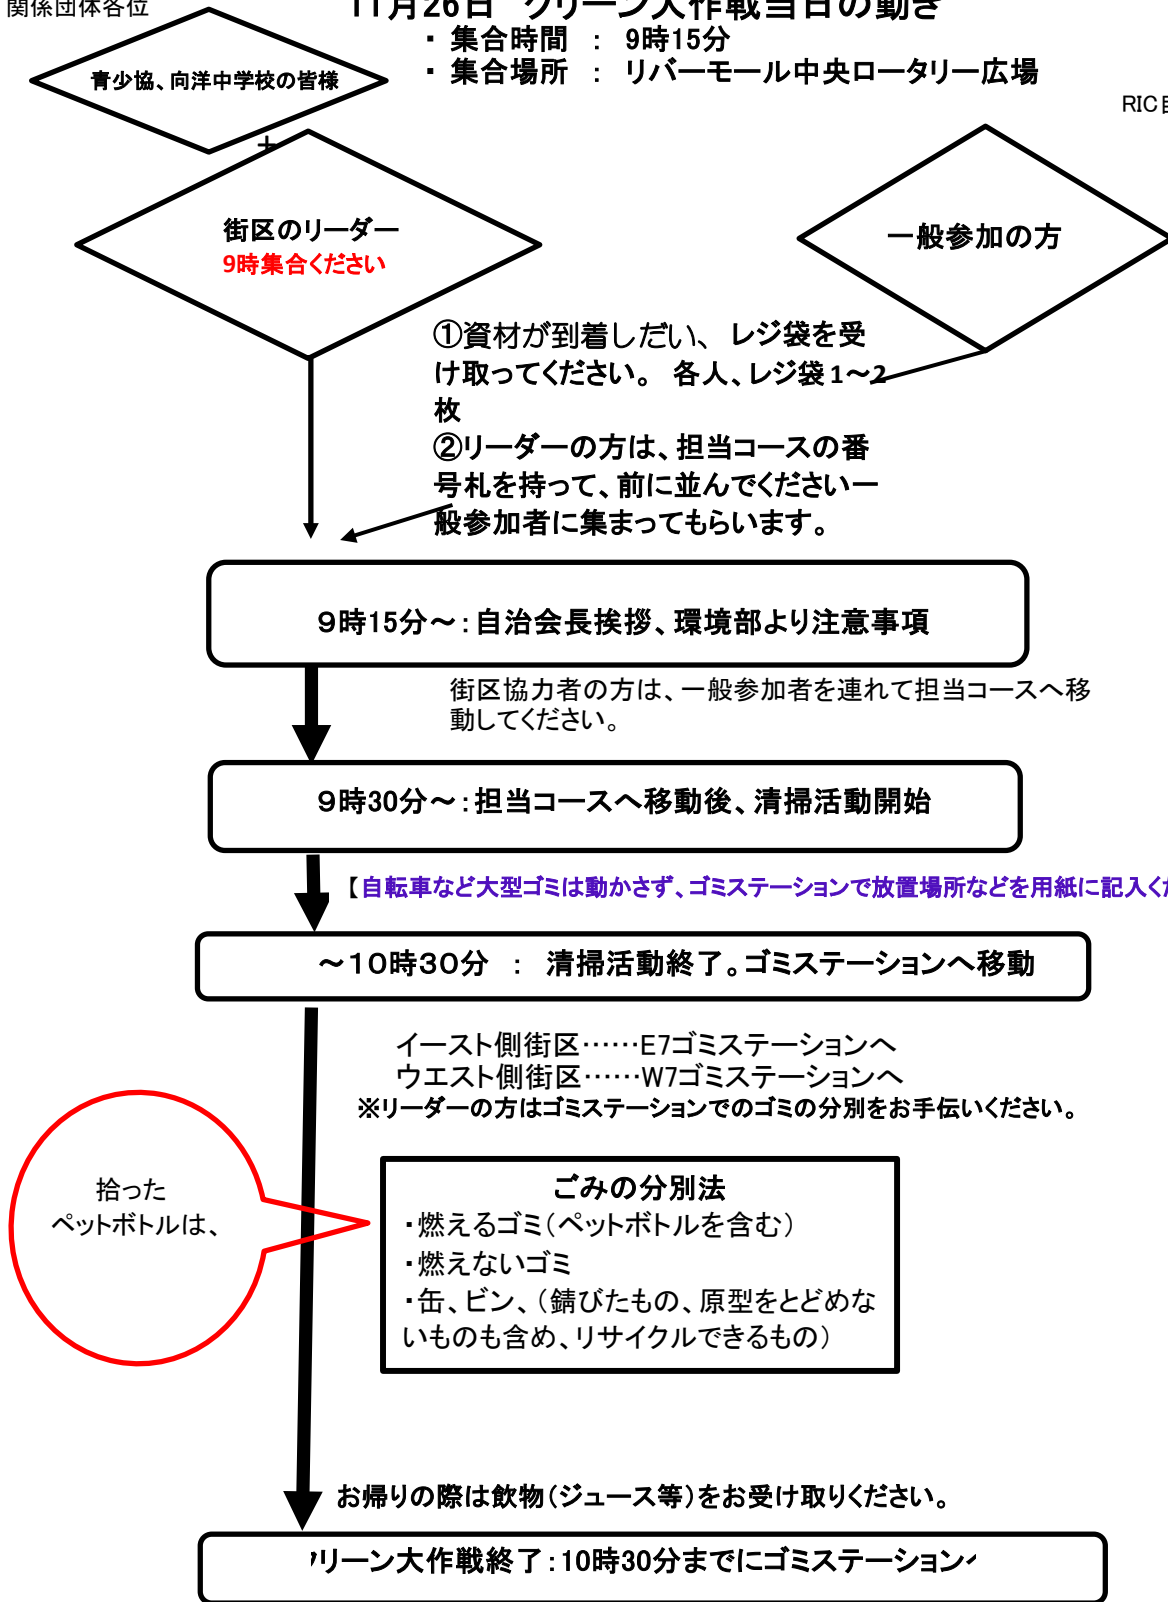 関係団体各位
11月26日 クリーン大作戦当日の動き
・ 集合時間 : 9時15分
・ 集合場所 : リバーモール中央ロータリー広場
青少協、向洋中学校の皆様
RIC
+
街区のリーダー
9時集合ください
一般参加の方
①資材が到着しだい、 レジ袋を受
け取ってください。 各人、レジ袋1～2
枚
②リーダーの方は、担当コースの番
号札を持って、前に並んでください一
般参加者に集まってもらいます。
9時15分～:自治会長挨拶、環境部より注意事項
街区協力者の方は、一般参加者を連れて担当コースへ移
動してください。
9時30分～:担当コースへ移動後、清掃活動開始
【自転車など大型ゴミは動かさず、ゴミステーションで放置場所などを用紙に記入く
～10時30分 : 清掃活動終了。ゴミステーションへ移動
イースト側街区……E7ゴミステーションへ
ウエスト側街区……W7ゴミステーションへ
※リーダーの方はゴミステーションでのゴミの分別をお手伝いください。
拾った
ペットボトルは、
ごみの分別法
・燃えるゴミ(ペットボトルを含む)
・燃えないゴミ
・缶、ビン、(錆びたもの、原型をとどめな
いものも含め、リサイクルできるもの)
お帰りの際は飲物(ジュース等)をお受け取りください。
クリーン大作戦終了:10時30分までにゴミステーションへ